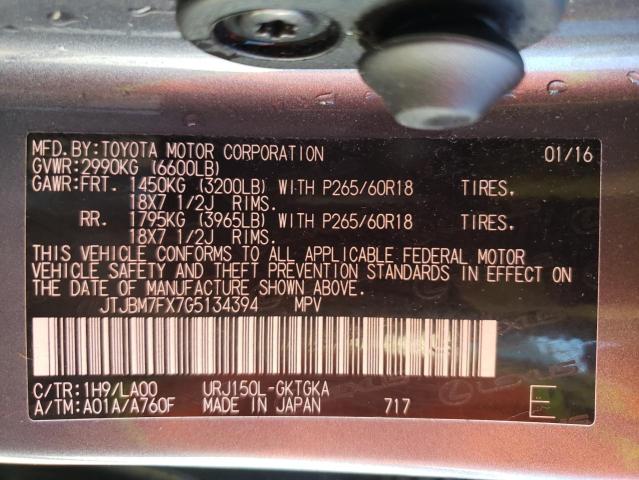 MFD.BY:TOYOTA MOTOR CORPORATION 01/16
GVWR:2990KG (6600LB)
GAWR:FRT. 1450KG (3200LB) WITH P265/60R18 TIRES.
18X7 1/2J RIMS.
RR. 1795KG (3965LB) WITH P265/60R18 TIRES.
18X7 1/2J RIMS.
THIS VEHICLE CONFORMS TO ALL APPLICABLE FEDERAL MOTOR
VEHICLE SAFETY AND THEFT PREVENTION STANDARDS IN EFFECT ON
THE DATE OF MANUFACTURE SHOWN ABOVE.
JTJBM7FX7G5134394 MPV
C/TR:1H9/LA00 URJ150L-GKTGKA
A/TM:A01A/A760F MADE IN JAPAN 717 E
LEXUS